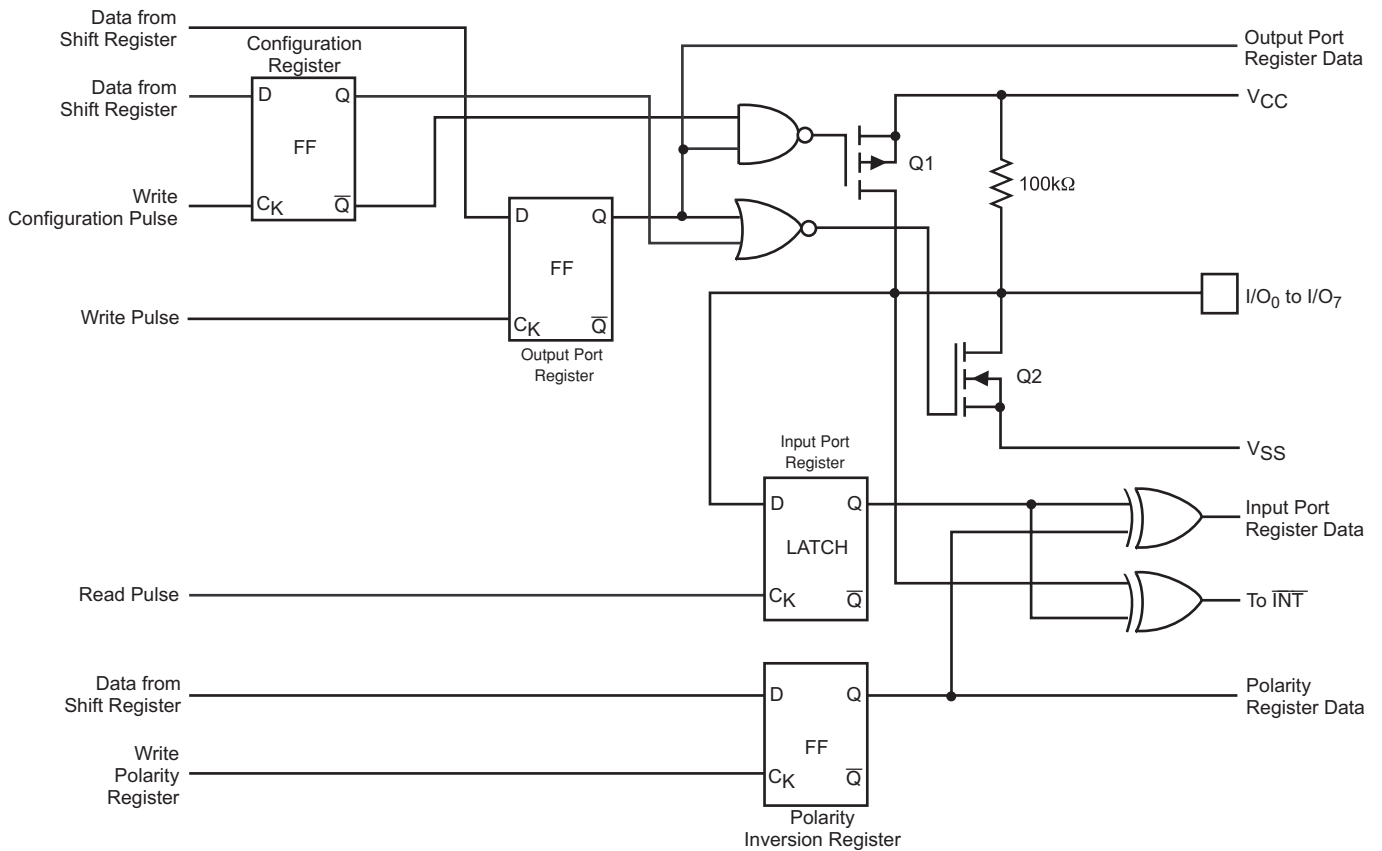 Data from
Shift Register
Configuration
Register
Data from
Shift Register
D
Q
FF
Write
Configuration Pulse
CK
Q̅
D
Q
FF
Write Pulse
CK
Q̅
Output Port
Register
Output Port
Register Data
VCC
Q1
100kΩ
I/O0 to I/O7
Q2
VSS
Input Port
Register
D
Q
LATCH
Read Pulse
CK
Q̅
Input Port
Register Data
To I̅N̅T̅
Data from
Shift Register
D
Q
FF
Write
Polarity
Register
CK
Q̅
Polarity
Inversion Register
Polarity
Register Data